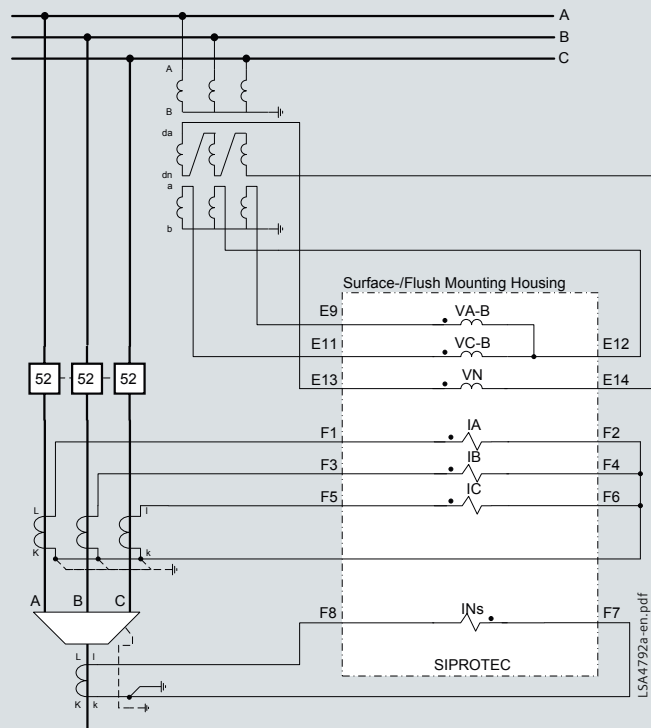 A
B
C
A
B
da
dn
a
b
Surface-/Flush Mounting Housing
E9 VA-B
E11 VC-B E12
E13 VN E14
52 52 52
F1 IA F2
F3 IB F4
F5 IC F6
L l
K k
A B C
F8 INs F7
SIPROTEC
L l
K k
LSA4792a-en.pdf